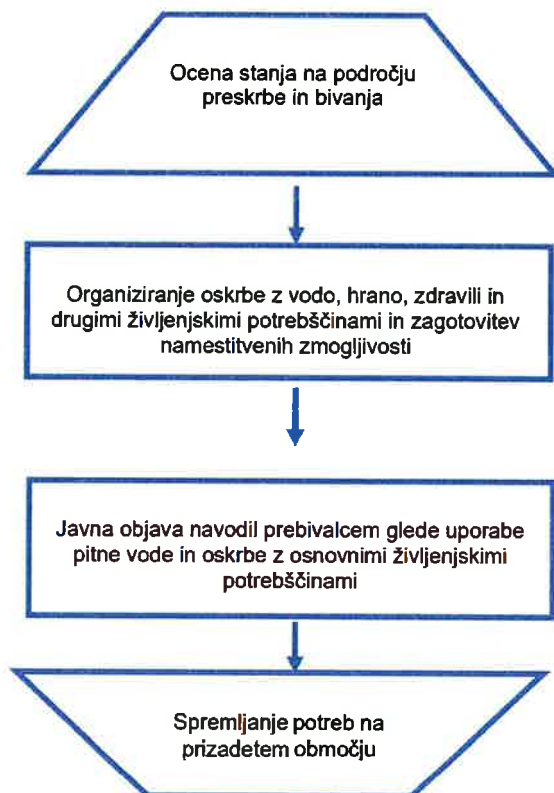 Ocena stanja na področju
preskrbe in bivanja
Organiziranje oskrbe z vodo, hrano, zdravili in
drugimi življenjskimi potrebščinami in zagotovitev
namestitvenih zmogljivosti
Javna objava navodil prebivalcem glede uporabe
pitne vode in oskrbe z osnovnimi življenjskimi
potrebščinami
Spremljanje potreb na
prizadetem območju